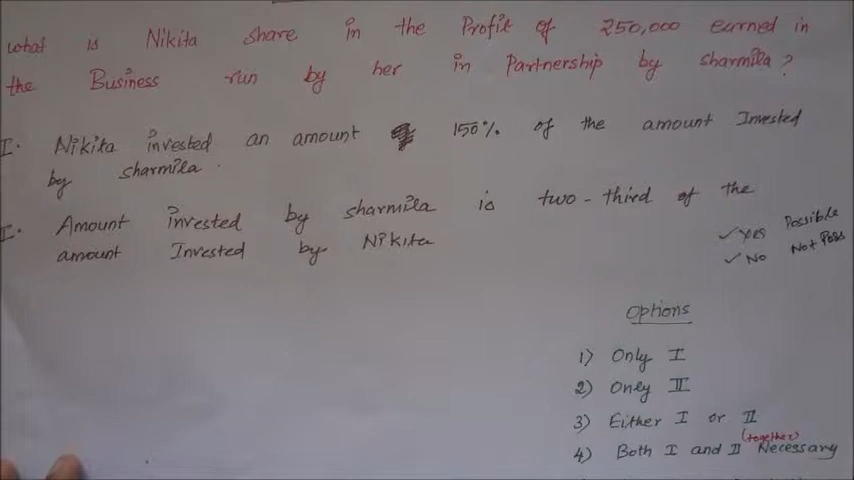 what is Nikita share in the Profit of 250,000 earned in
the Business run by her in Partnership by sharmila?
I. Nikita invested an amount 150% of the amount Invested
by sharmila.
I. Amount invested by sharmila is two-third of the
amount Invested by Nikita
✓ Yes Possible
✓ No Not Poss
Options
1) Only I
2) Only II
3) Either I or II
(together)
4) Both I and II Necessary